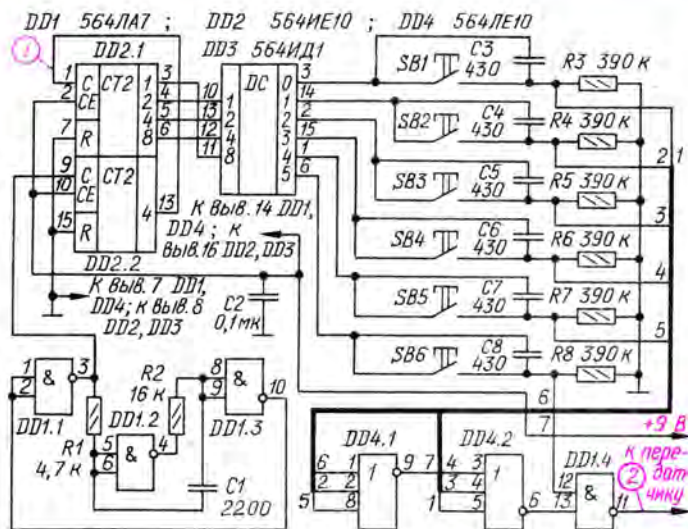 DD1 564ЛА7 ; DD2 564ИЕ10 ; DD4 564ЛЕ10
DD3 564ИД1
1
DD2.1
1 C CT2 1 3
2 CE 2 4
4 5
7 R 8 6
9 C CT2
10 CE
4 13
15 R
DD2.2
DC
10 1 0 3
13 2 1 14
12 4 2 2
11 8 3 15
4 1
5 6
SB1 C3 430 R3 390 к
SB2 C4 430 R4 390 к
SB3 C5 430 R5 390 к
SB4 C6 430 R6 390 к
SB5 C7 430 R7 390 к
SB6 C8 430 R8 390 к
1
2
3
4
5
6
7
К выв. 14 DD1,
DD4; к
выв. 16 DD2, DD3
К выв. 7 DD1,
DD4; к выв. 8
DD2, DD3
C2
0,1мк
1 & 3
2
DD1.1
R2
16 к
DD1.2
5 & 4
6
R1
4,7 к
8 & 10
9
DD1.3
C1
2200
+9 В
DD4.1
6 1 1 9
2 2
5 8
DD4.2
7 4 3 1 6
3 4
1 5
DD1.4
12 & 11
13
К пере-
дат-
чику
2